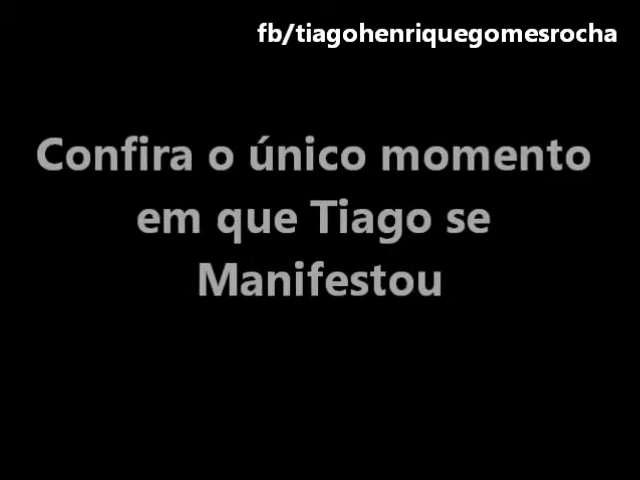 fb/tiagohenriquegomesrocha
Confira o único momento
em que Tiago se
Manifestou